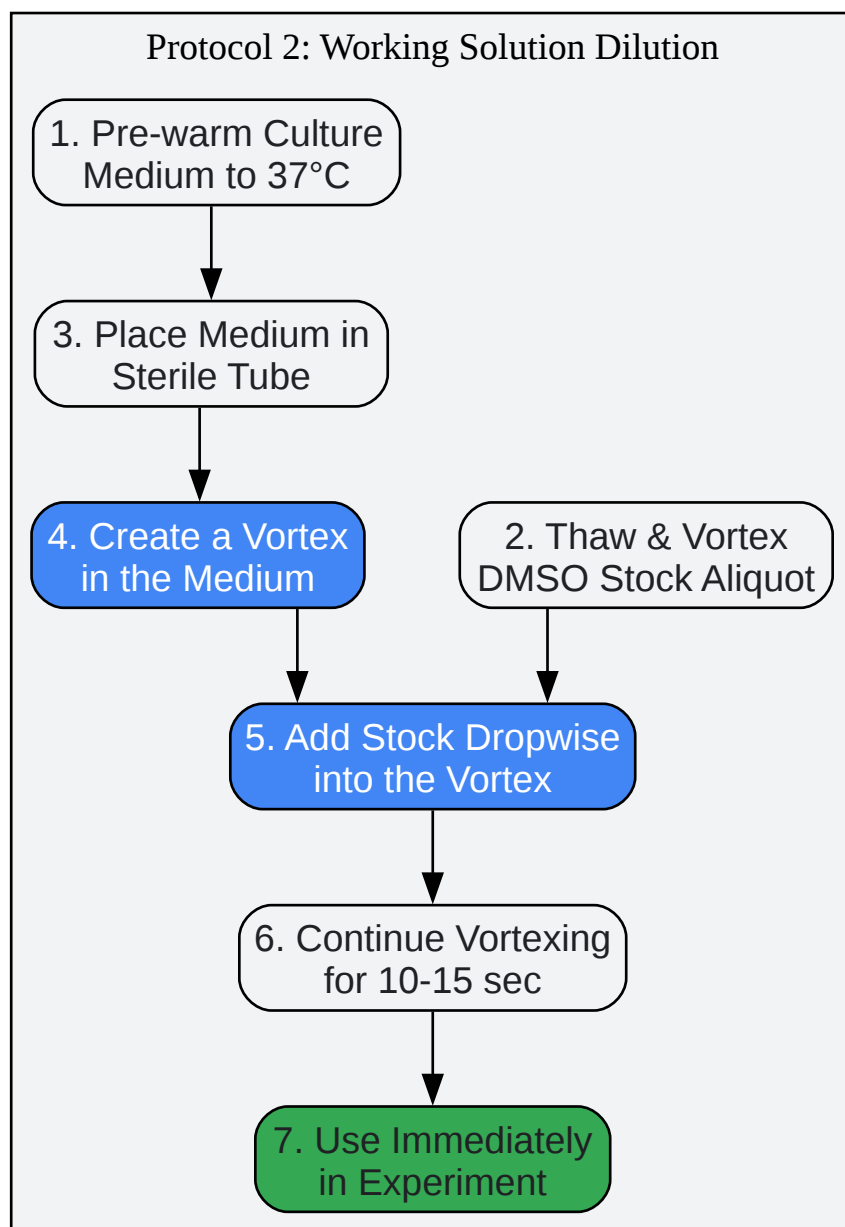 Protocol 2: Working Solution Dilution
1. Pre-warm Culture
Medium to 37°C
3. Place Medium in
Sterile Tube
4. Create a Vortex
in the Medium
2. Thaw & Vortex
DMSO Stock Aliquot
5. Add Stock Dropwise
into the Vortex
6. Continue Vortexing
for 10-15 sec
7. Use Immediately
in Experiment